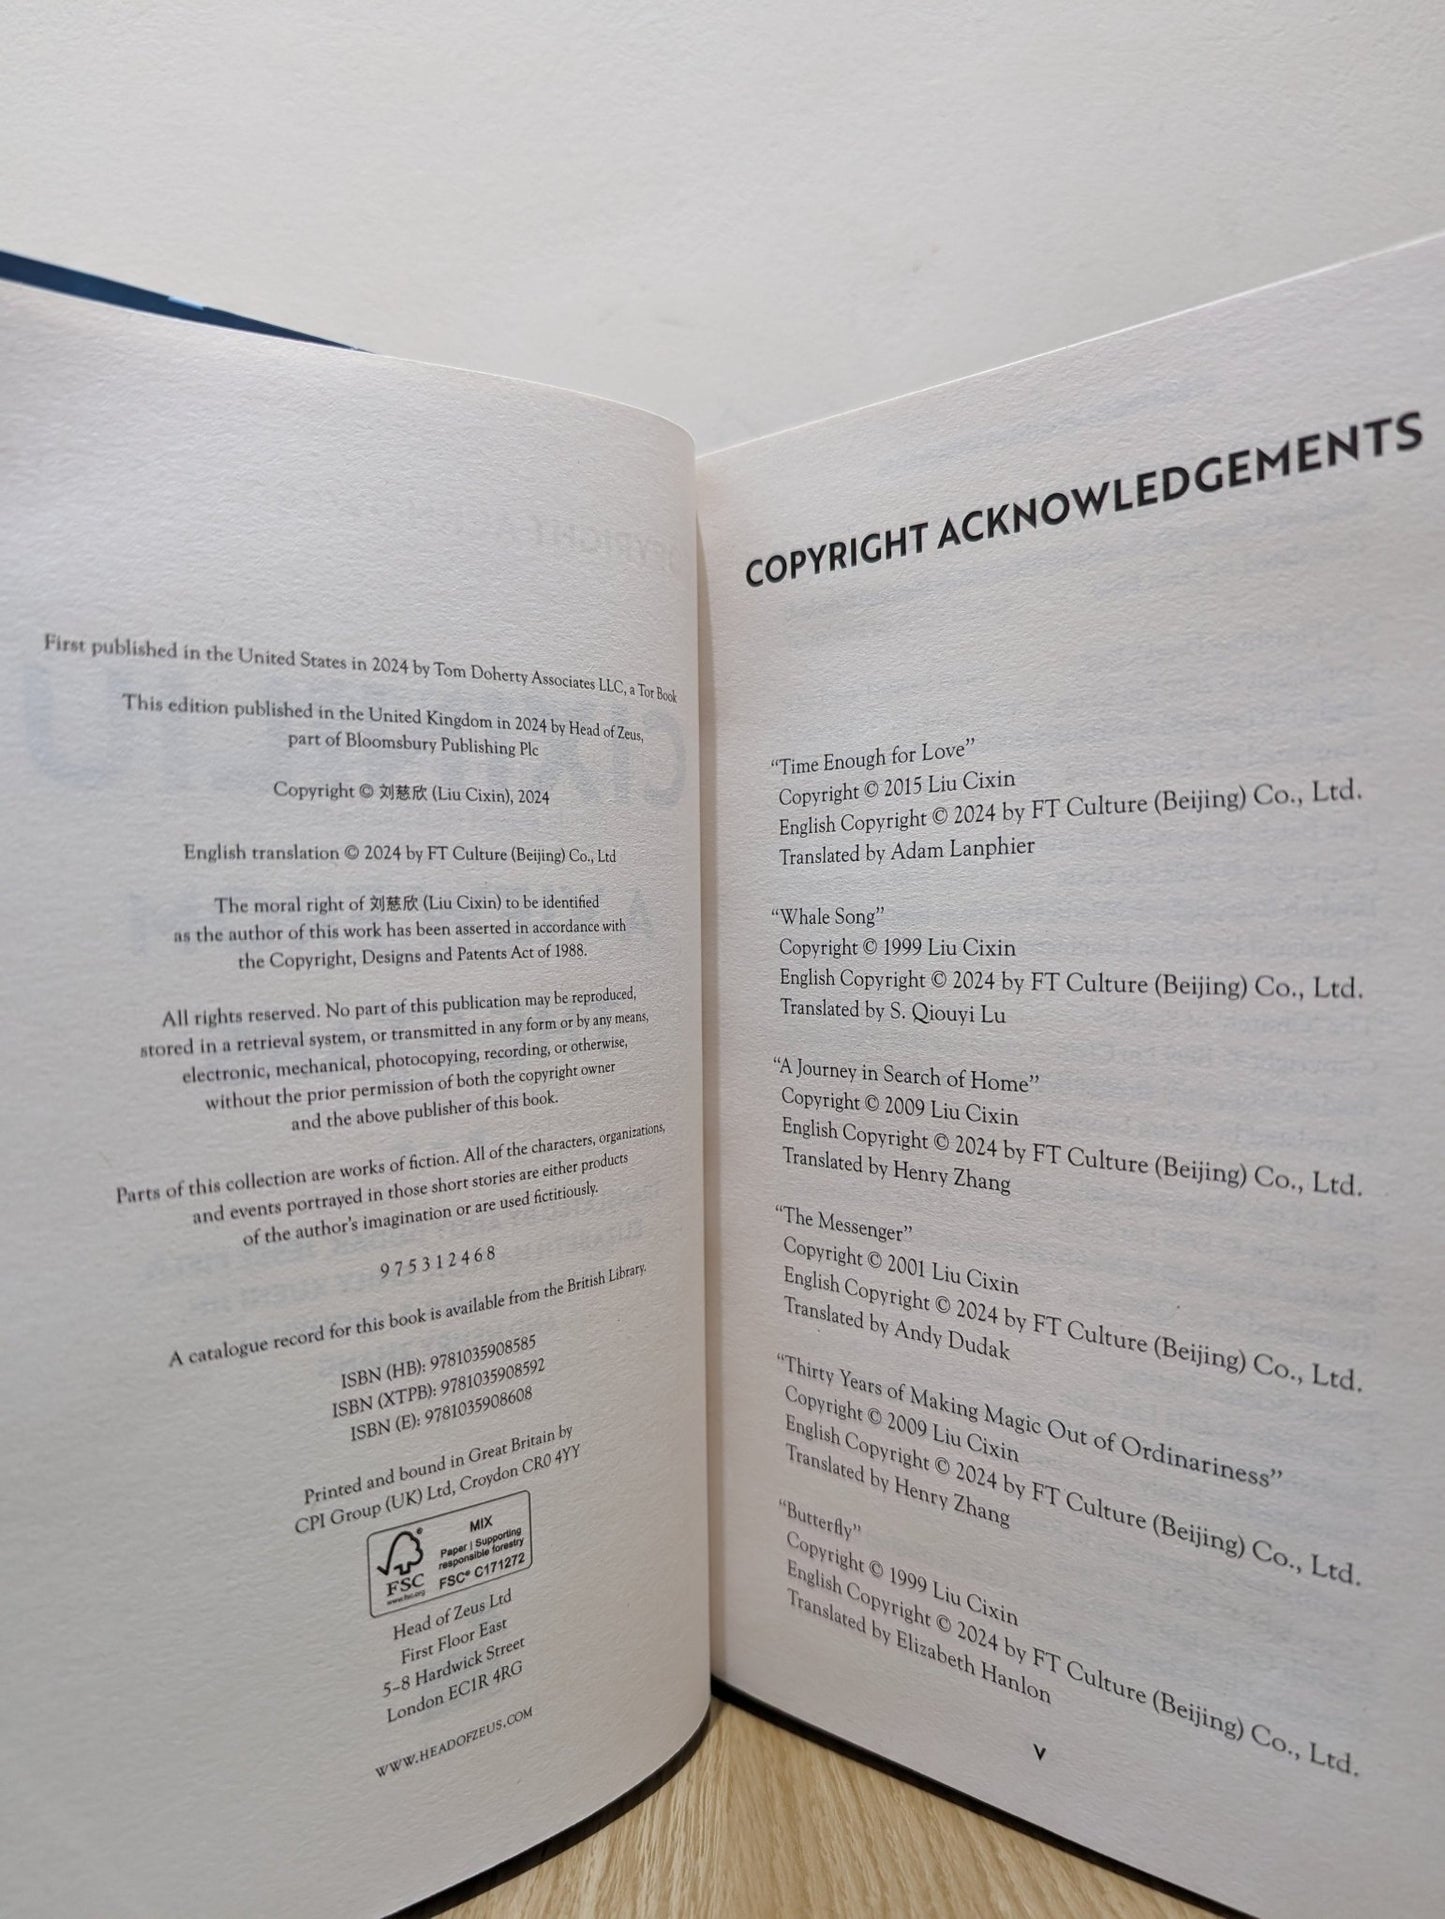 First published in the United States in 2024 by Tom Doherty Associates LLC, a Tor Book
This edition published in the United Kingdom in 2024 by Head of Zeus,
part of Bloomsbury Publishing Plc
Copyright © 刘慈欣 (Liu Cixin), 2024
English translation © 2024 by FT Culture (Beijing) Co., Ltd
The moral right of 刘慈欣 (Liu Cixin) to be identified
as the author of this work has been asserted in accordance with
the Copyright, Designs and Patents Act of 1988.
All rights reserved. No part of this publication may be reproduced,
stored in a retrieval system, or transmitted in any form or by any means,
electronic, mechanical, photocopying, recording, or otherwise,
without the prior permission of both the copyright owner
and the above publisher of this book.
Parts of this collection are works of fiction. All of the characters, organizations,
and events portrayed in those short stories are either products
of the author's imagination or are used fictitiously.
9 7 5 3 1 2 4 6 8
A catalogue record for this book is available from the British Library.
ISBN (HB): 9781035908585
ISBN (XTPB): 9781035908592
ISBN (E): 9781035908608
Printed and bound in Great Britain by
CPI Group (UK) Ltd, Croydon CR0 4YY
MIX
Paper | Supporting
responsible forestry
FSC® C171272
FSC
www.fsc.org
Head of Zeus Ltd
First Floor East
5–8 Hardwick Street
London EC1R 4RG
WWW.HEADOFZEUS.COM
COPYRIGHT ACKNOWLEDGEMENTS
“Time Enough for Love”
Copyright © 2015 Liu Cixin
English Copyright © 2024 by FT Culture (Beijing) Co., Ltd.
Translated by Adam Lanphier
“Whale Song”
Copyright © 1999 Liu Cixin
English Copyright © 2024 by FT Culture (Beijing) Co., Ltd.
Translated by S. Qiouyi Lu
“A Journey in Search of Home”
Copyright © 2009 Liu Cixin
English Copyright © 2024 by FT Culture (Beijing) Co., Ltd.
Translated by Henry Zhang
“The Messenger”
Copyright © 2001 Liu Cixin
English Copyright © 2024 by FT Culture (Beijing) Co., Ltd.
Translated by Andy Dudak
“Thirty Years of Making Magic Out of Ordinariness”
Copyright © 2009 Liu Cixin
English Copyright © 2024 by FT Culture (Beijing) Co., Ltd.
Translated by Henry Zhang
“Butterfly”
Copyright © 1999 Liu Cixin
English Copyright © 2024 by FT Culture (Beijing) Co., Ltd.
Translated by Elizabeth Hanlon
v